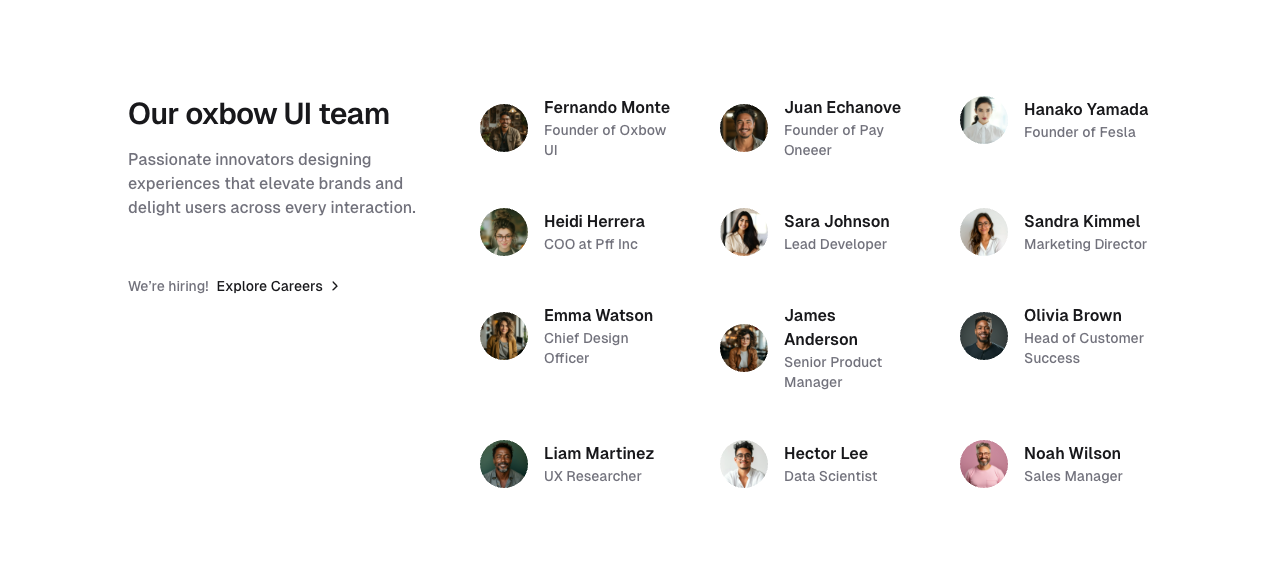 Our oxbow UI team
Passionate innovators designing
experiences that elevate brands and
delight users across every interaction.
We're hiring! Explore Careers
Fernando Monte
Founder of Oxbow
UI
Juan Echanove
Founder of Pay
Oneeer
Hanako Yamada
Founder of Fesla
Heidi Herrera
COO at Pff Inc
Sara Johnson
Lead Developer
Sandra Kimmel
Marketing Director
Emma Watson
Chief Design
Officer
James
Anderson
Senior Product
Manager
Olivia Brown
Head of Customer
Success
Liam Martinez
UX Researcher
Hector Lee
Data Scientist
Noah Wilson
Sales Manager